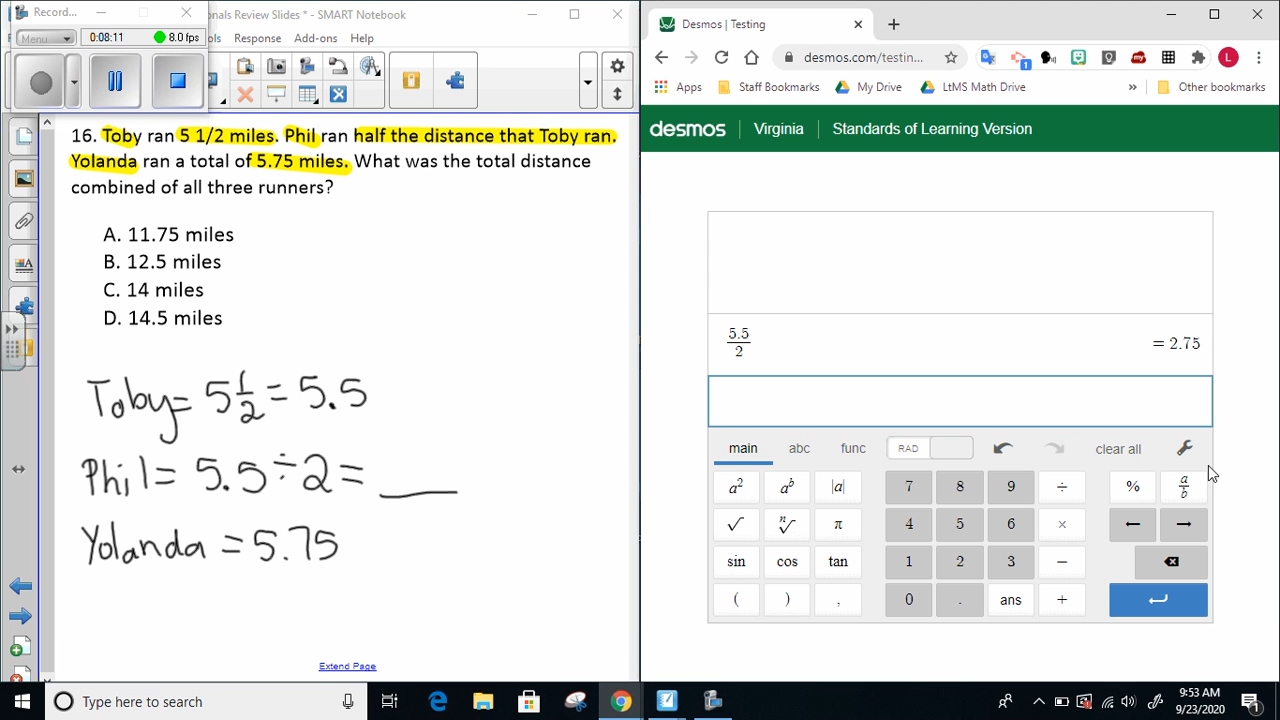 Record...
onals Review Slides * - SMART Notebook
Menu
0:08:11
8.0 fps
Response Add-ons Help
16. Toby ran 5 1/2 miles. Phil ran half the distance that Toby ran.
Yolanda ran a total of 5.75 miles. What was the total distance
combined of all three runners?
A. 11.75 miles
B. 12.5 miles
C. 14 miles
D. 14.5 miles
Toby= 5 1/2 = 5.5
Phil= 5.5÷2= ____
Yolanda = 5.75
Extend Page
Desmos | Testing
desmos.com/testin...
1
L
Apps Staff Bookmarks My Drive LtMS Math Drive » Other bookmarks
desmos Virginia Standards of Learning Version
5.5/2 = 2.75
main abc func RAD clear all
a² aᵇ |a| 7 8 9 ÷ % a/b
√ ⁿ√ π 4 5 6 × ← →
sin cos tan 1 2 3 −
( ) , 0 . ans +
Type here to search
9:53 AM
9/23/2020
1